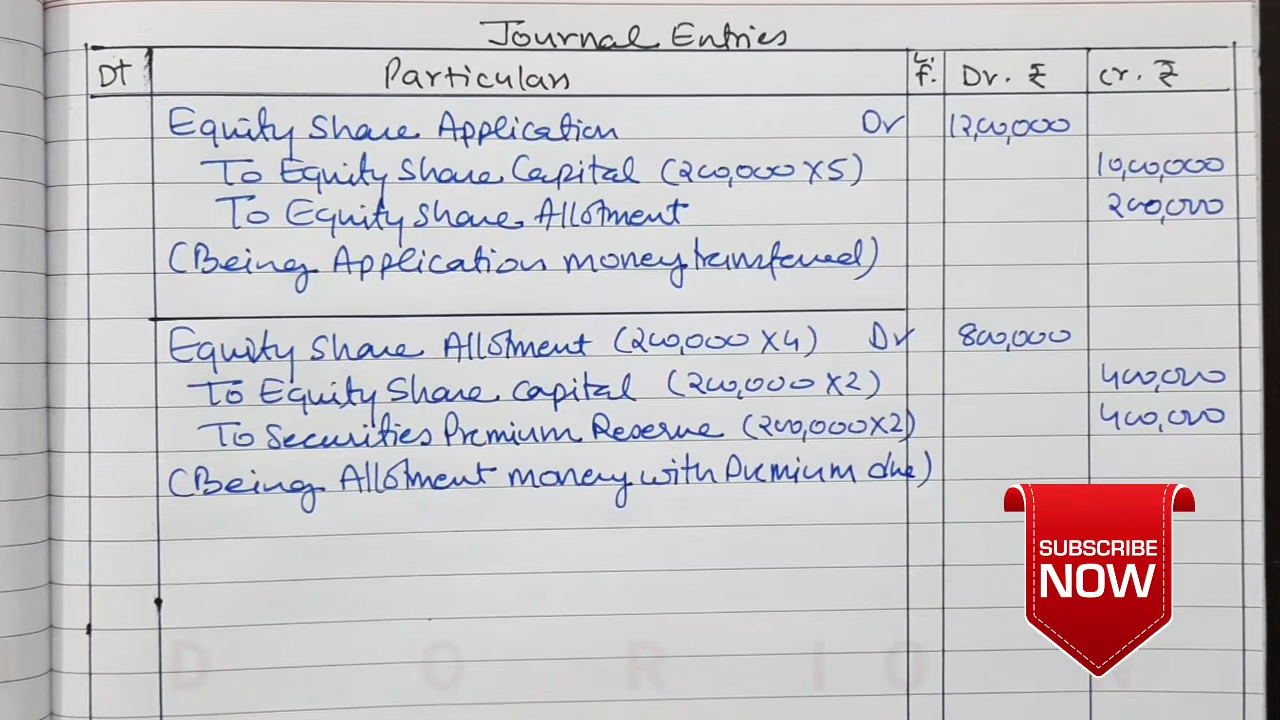 Journal Entries
Dt Particulars L.F. Dr. ₹ Cr. ₹
Equity Share Application Dr 12,00,000
To Equity Share Capital (200,000 X 5) 10,00,000
To Equity Share Allotment 200,000
(Being Application money transferred)
Equity Share Allotment (200,000 X 4) Dr 800,000
To Equity Share Capital (200,000 X 2) 400,000
To Securities Premium Reserve (200,000 X 2) 400,000
(Being Allotment money with Premium due)
SUBSCRIBE
NOW